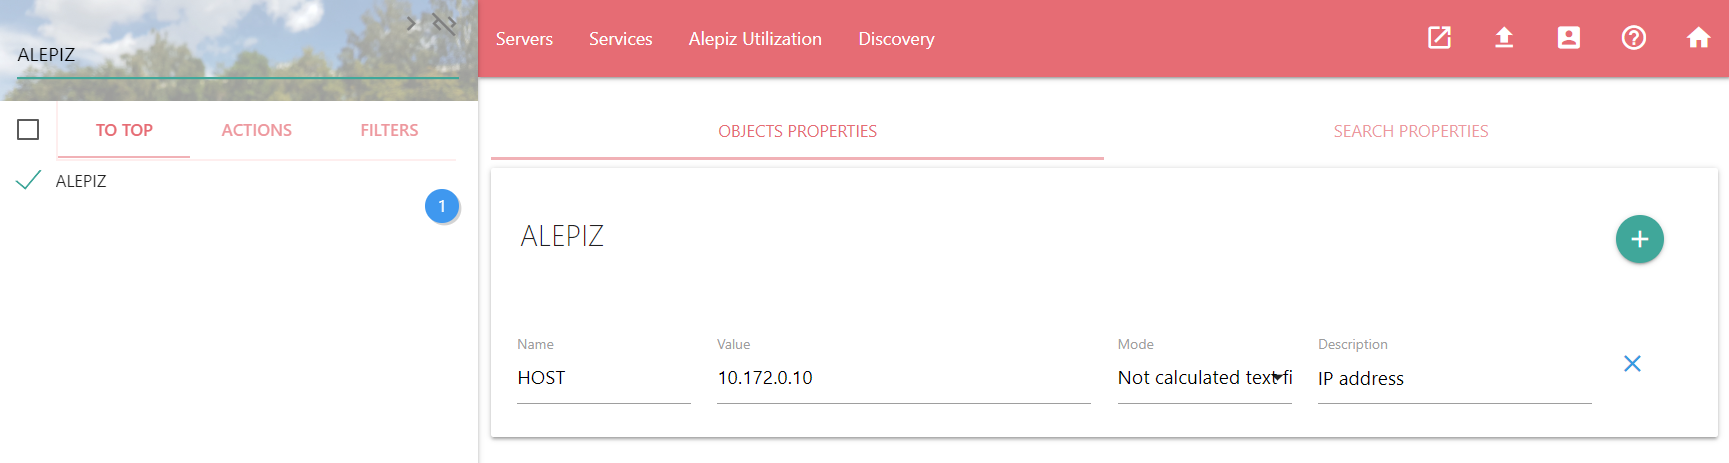 ALEPIZ
Servers Services Alepiz Utilization Discovery
TO TOP ACTIONS FILTERS
OBJECTS PROPERTIES SEARCH PROPERTIES
ALEPIZ
1
ALEPIZ
Name Value Mode Description
HOST 10.172.0.10 Not calculated text fi IP address